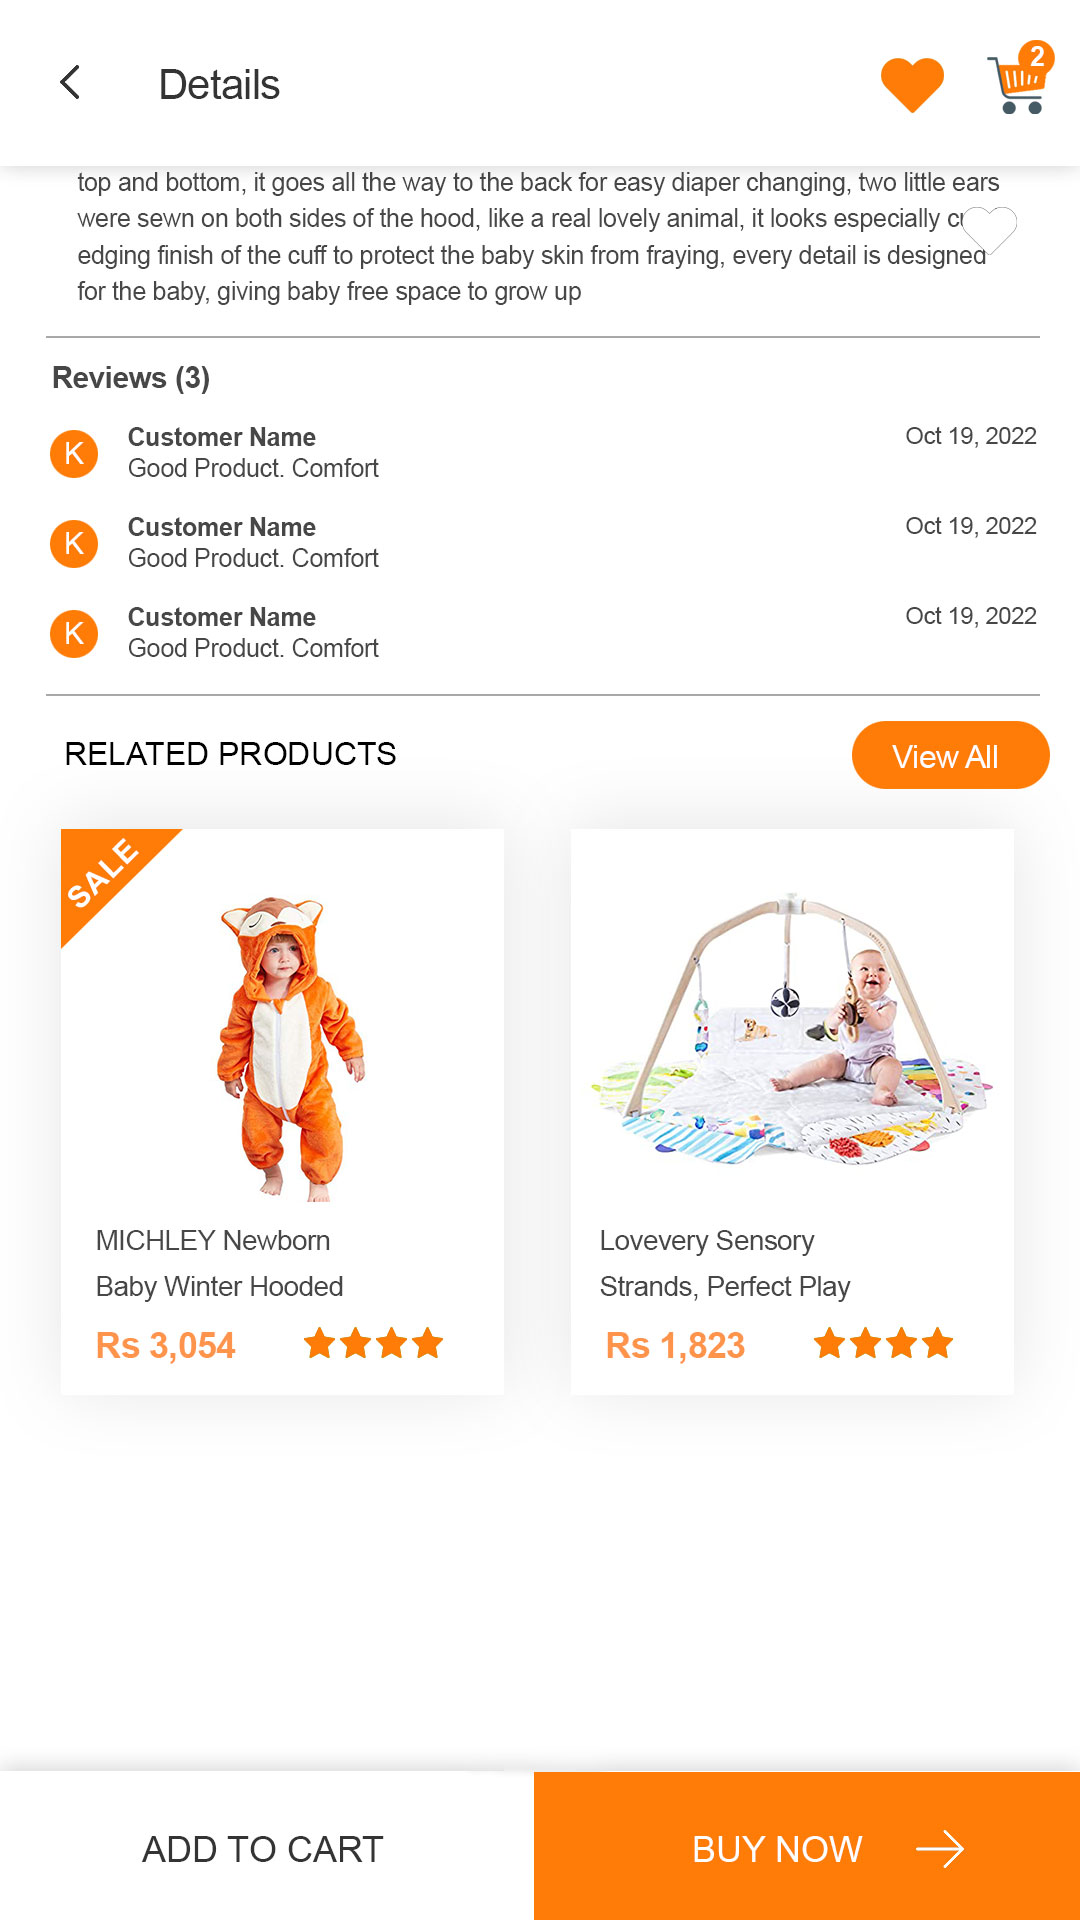 Details
2
top and bottom, it goes all the way to the back for easy diaper changing, two little ears
were sewn on both sides of the hood, like a real lovely animal, it looks especially
edging finish of the cuff to protect the baby skin from fraying, every detail is designed
for the baby, giving baby free space to grow up
Reviews (3)
K
Customer Name
Oct 19, 2022
Good Product. Comfort
K
Customer Name
Oct 19, 2022
Good Product. Comfort
K
Customer Name
Oct 19, 2022
Good Product. Comfort
RELATED PRODUCTS
View All
SALE
MICHLEY Newborn
Baby Winter Hooded
Rs 3,054
Lovevery Sensory
Strands, Perfect Play
Rs 1,823
ADD TO CART
BUY NOW